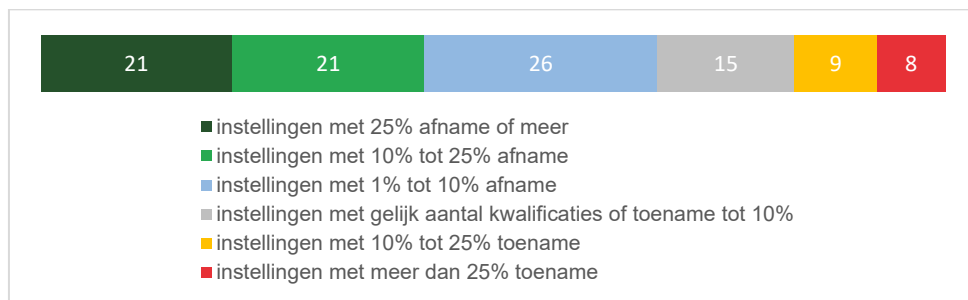 21 21 26 15 9 8
instellingen met 25% afname of meer
instellingen met 10% tot 25% afname
instellingen met 1% tot 10% afname
instellingen met gelijk aantal kwalificaties of toename tot 10%
instellingen met 10% tot 25% toename
instellingen met meer dan 25% toename